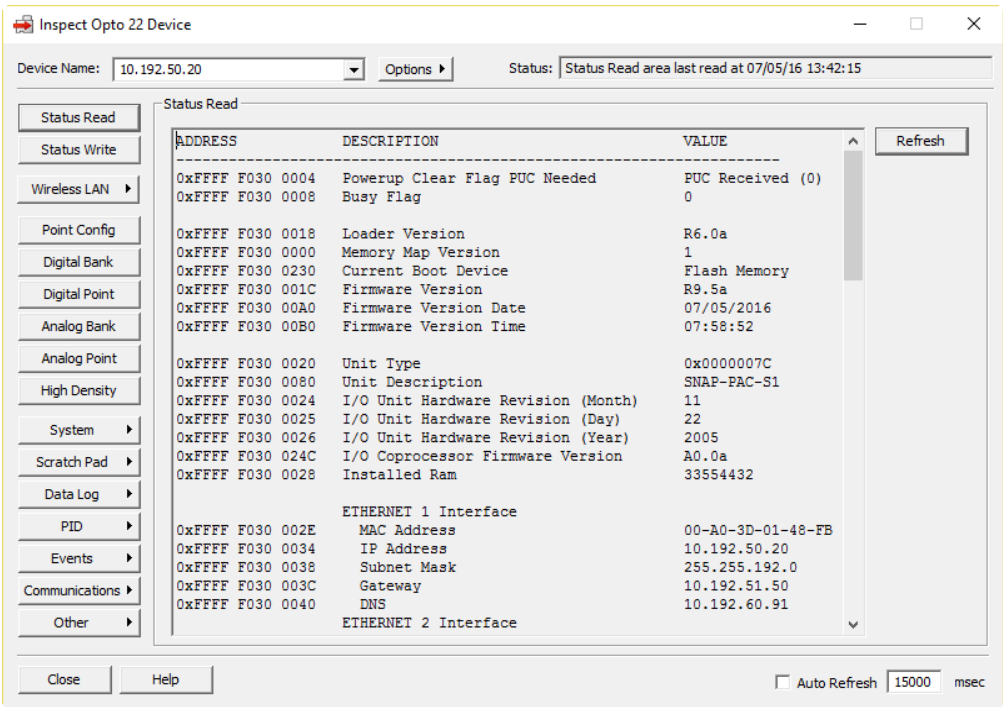 Inspect Opto 22 Device
Device Name: 10.192.50.20 Options Status: Status Read area last read at 07/05/16 13:42:15
Status Read
Status Write
Wireless LAN
Point Config
Digital Bank
Digital Point
Analog Bank
Analog Point
High Density
System
Scratch Pad
Data Log
PID
Events
Communications
Other
Status Read
ADDRESS DESCRIPTION VALUE
--------------------------------------------------------------------
0xFFFF F030 0004 Powerup Clear Flag PUC Needed PUC Received (0)
0xFFFF F030 0008 Busy Flag 0
0xFFFF F030 0018 Loader Version R6.0a
0xFFFF F030 0000 Memory Map Version 1
0xFFFF F030 0230 Current Boot Device Flash Memory
0xFFFF F030 001C Firmware Version R9.5a
0xFFFF F030 00A0 Firmware Version Date 07/05/2016
0xFFFF F030 00B0 Firmware Version Time 07:58:52
0xFFFF F030 0020 Unit Type 0x0000007C
0xFFFF F030 0080 Unit Description SNAP-PAC-S1
0xFFFF F030 0024 I/O Unit Hardware Revision (Month) 11
0xFFFF F030 0025 I/O Unit Hardware Revision (Day) 22
0xFFFF F030 0026 I/O Unit Hardware Revision (Year) 2005
0xFFFF F030 024C I/O Coprocessor Firmware Version A0.0a
0xFFFF F030 0028 Installed Ram 33554432
ETHERNET 1 Interface
0xFFFF F030 002E MAC Address 00-A0-3D-01-48-FB
0xFFFF F030 0034 IP Address 10.192.50.20
0xFFFF F030 0038 Subnet Mask 255.255.192.0
0xFFFF F030 003C Gateway 10.192.51.50
0xFFFF F030 0040 DNS 10.192.60.91
ETHERNET 2 Interface
Refresh
Close Help Auto Refresh 15000 msec